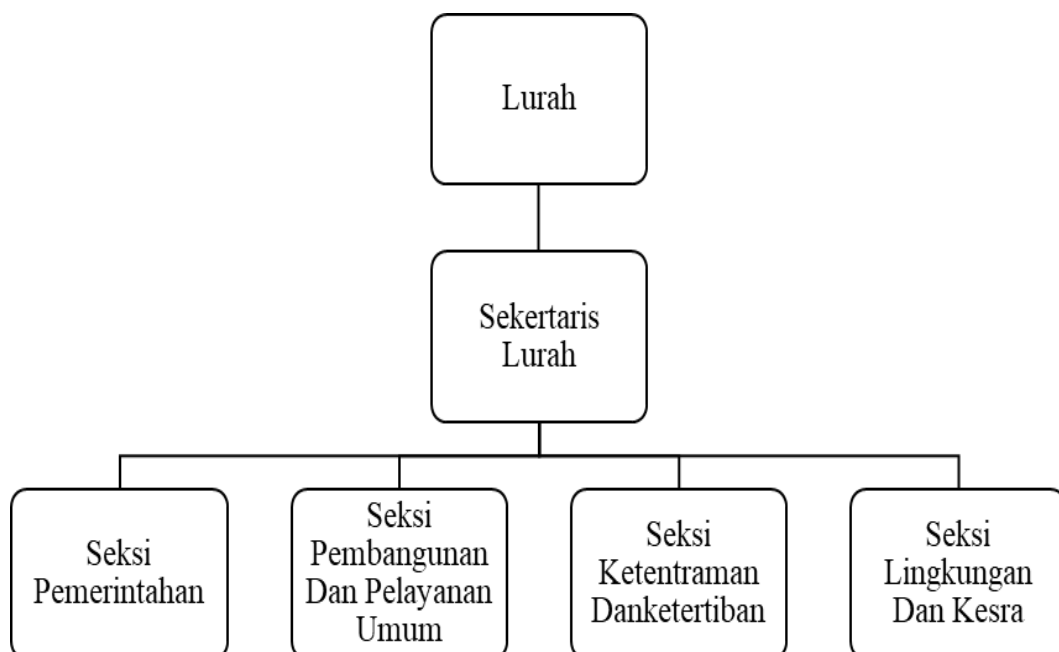 Lurah
Sekertaris
Lurah
Seksi
Pemerintahan
Seksi
Pembangunan
Dan Pelayanan
Umum
Seksi
Ketentraman
Danketertiban
Seksi
Lingkungan
Dan Kesra